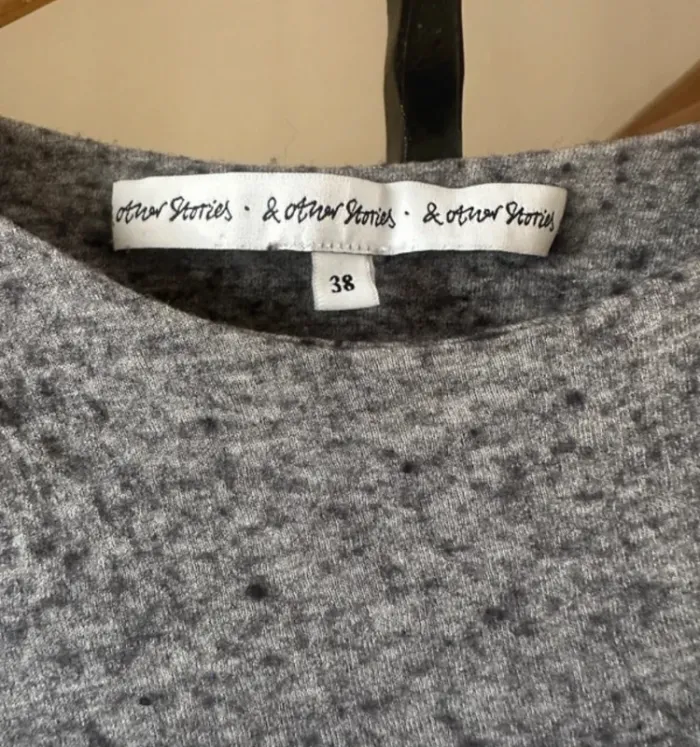 other Stories · & other Stories · & other Stories
38